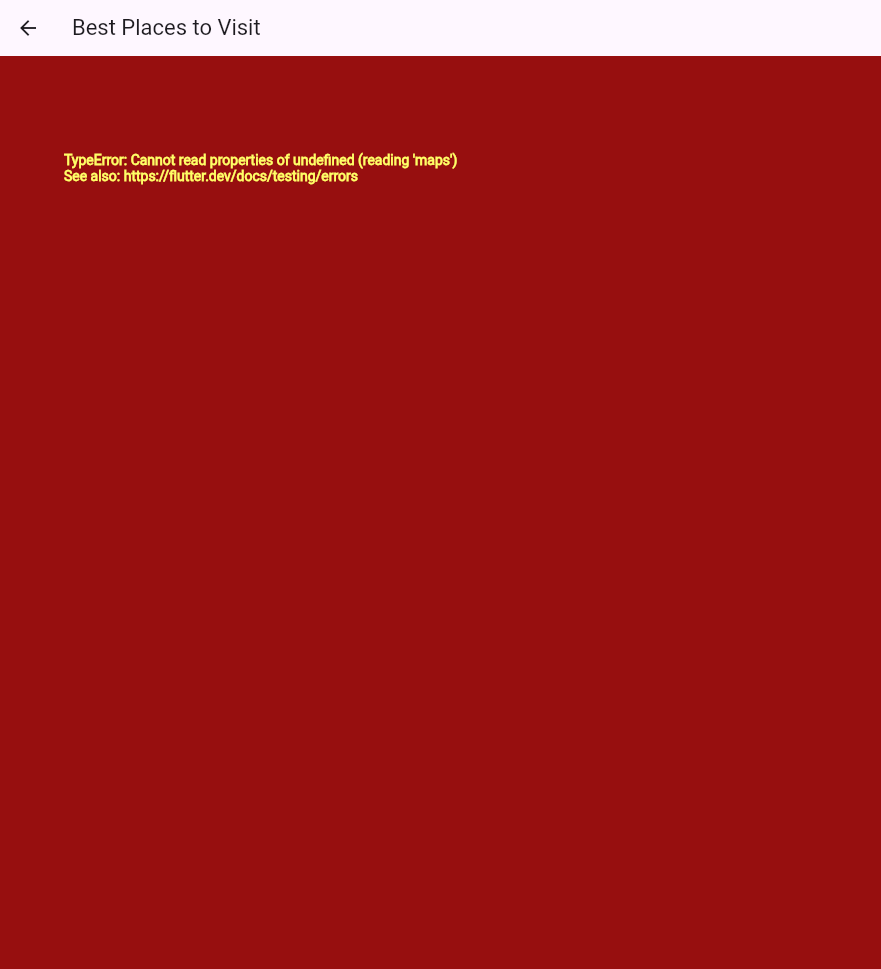 Best Places to Visit
TypeError: Cannot read properties of undefined (reading 'maps')
See also: https://flutter.dev/docs/testing/errors